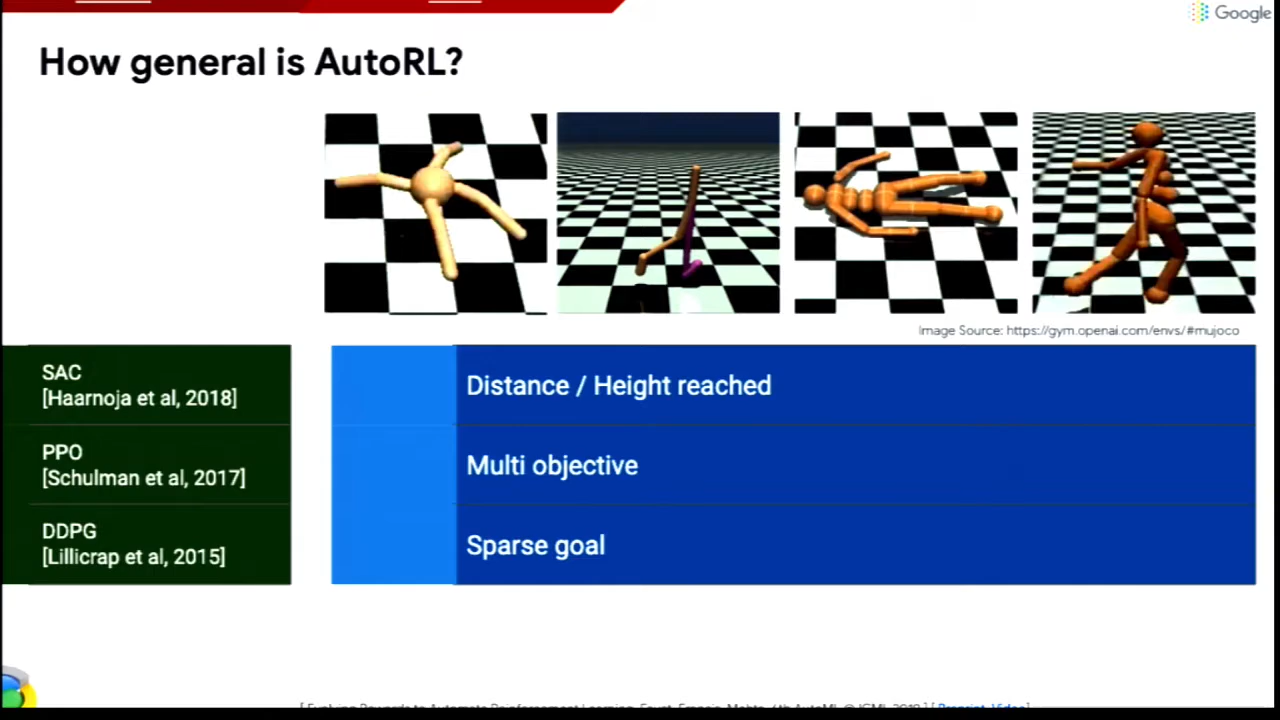 Google
How general is AutoRL?
Image Source: https://gym.openai.com/envs/#mujoco
SAC
[Haarnoja et al, 2018]
PPO
[Schulman et al, 2017]
DDPG
[Lillicrap et al, 2015]
Distance / Height reached
Multi objective
Sparse goal